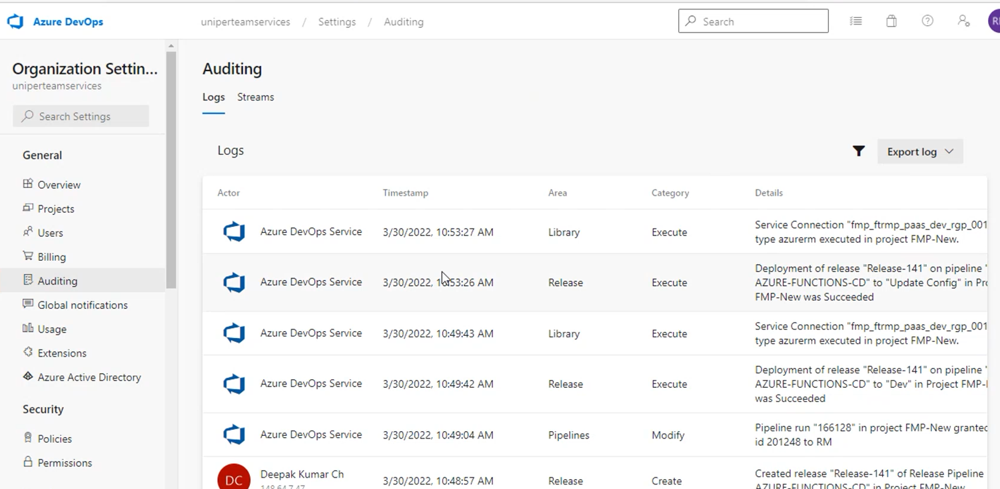 Azure DevOps
uniperteamservices / Settings / Auditing
Search
Organization Settin...
uniperteamservices
Search Settings
General
Overview
Projects
Users
Billing
Auditing
Global notifications
Usage
Extensions
Azure Active Directory
Security
Policies
Permissions
Auditing
Logs Streams
Logs
Export log
Actor Timestamp Area Category Details
Azure DevOps Service 3/30/2022, 10:53:27 AM Library Execute
Service Connection "fmp_ftrmp_paas_dev_rgp_001
type azurerm executed in project FMP-New.
Azure DevOps Service 3/30/2022, 10:53:26 AM Release Execute
Deployment of release "Release-141" on pipeline "
AZURE-FUNCTIONS-CD" to "Update Config" in Pro
FMP-New was Succeeded
Azure DevOps Service 3/30/2022, 10:49:43 AM Library Execute
Service Connection "fmp_ftrmp_paas_dev_rgp_001
type azurerm executed in project FMP-New.
Azure DevOps Service 3/30/2022, 10:49:42 AM Release Execute
Deployment of release "Release-141" on pipeline "
AZURE-FUNCTIONS-CD" to "Dev" in Project FMP-
was Succeeded
Azure DevOps Service 3/30/2022, 10:49:04 AM Pipelines Modify
Pipeline run "166128" in project FMP-New granted
id 201248 to RM
DC Deepak Kumar Ch 3/30/2022, 10:48:57 AM Release Create
148.64.7.47
Created release "Release-141" of Release Pipeline
AZURE-FUNCTIONS-CD" in Project FMP-New